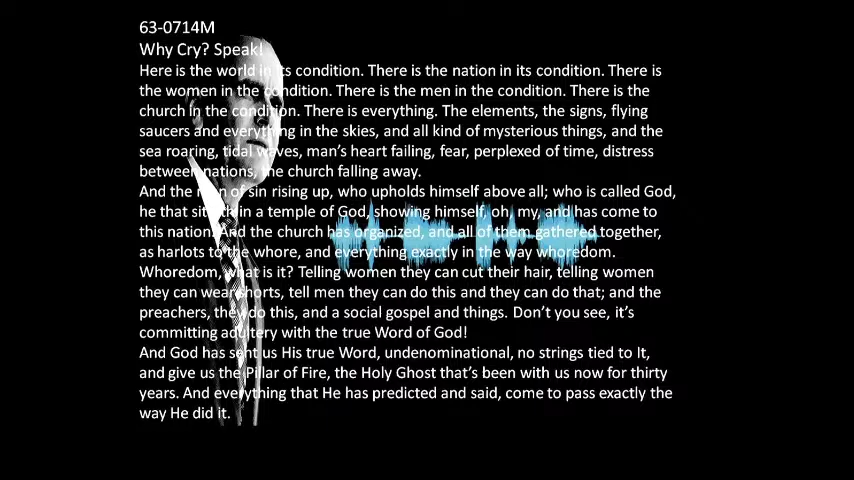 63-0714M
Why Cry? Speak!
Here is the world in its condition. There is the nation in its condition. There is
the women in the condition. There is the men in the condition. There is the
church in the condition. There is everything. The elements, the signs, flying
saucers and everything in the skies, and all kind of mysterious things, and the
sea roaring, tidal waves, man’s heart failing, fear, perplexed of time, distress
between nations, the church falling away.
And the man of sin rising up, who upholds himself above all; who is called God,
he that sitteth in a temple of God, showing himself, oh, my, and has come to
this nation. And the church has organized, and all of them gathered together,
as harlots to the whore, and everything exactly in the way whoredom.
Whoredom, what is it? Telling women they can cut their hair, telling women
they can wear shorts, tell men they can do this and they can do that; and the
preachers, they do this, and a social gospel and things. Don’t you see, it’s
committing adultery with the true Word of God!
And God has sent us His true Word, undenominational, no strings tied to It,
and give us the Pillar of Fire, the Holy Ghost that’s been with us now for thirty
years. And everything that He has predicted and said, come to pass exactly the
way He did it.